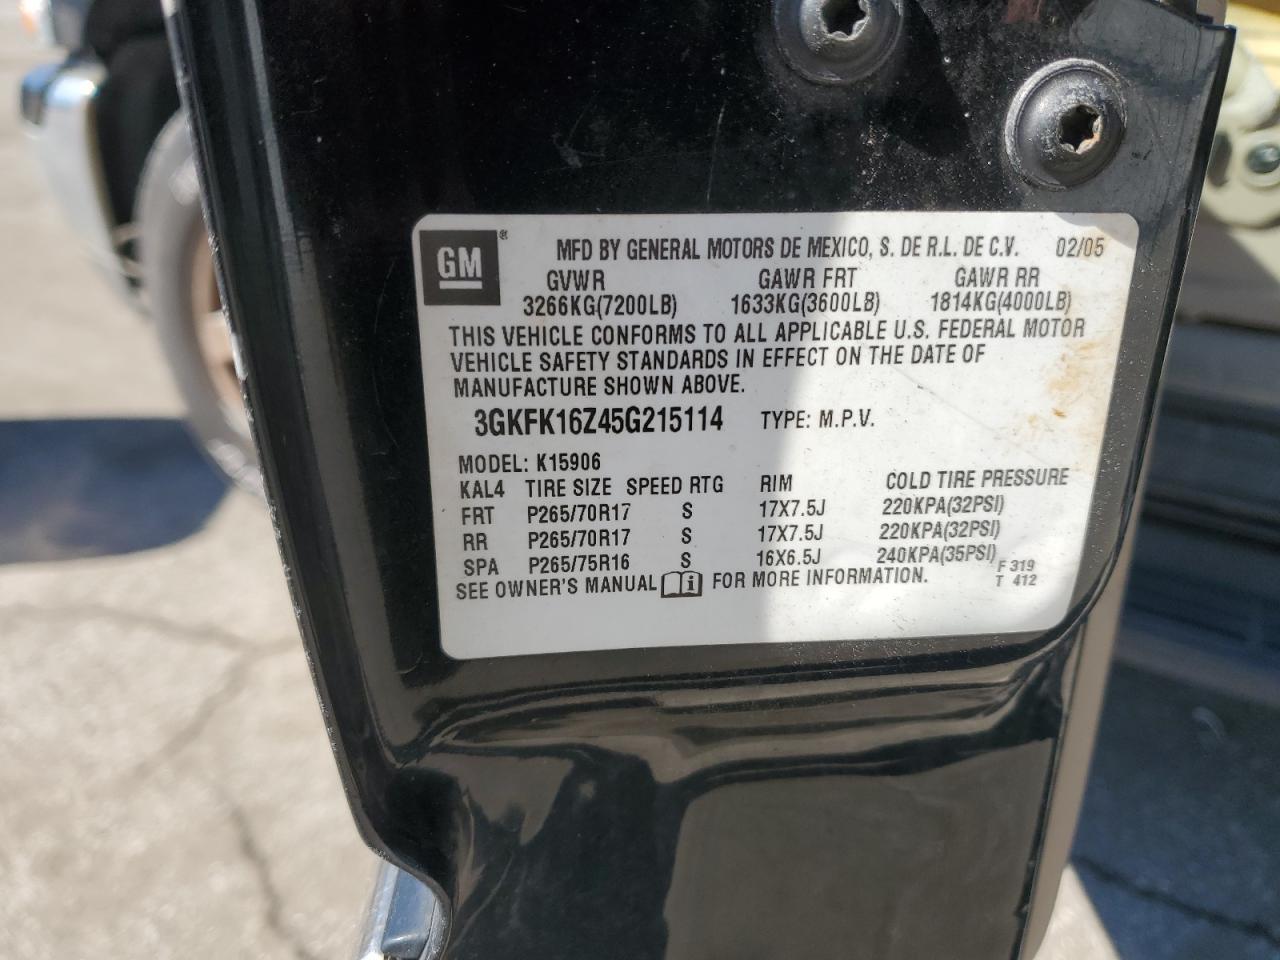 GM® MFD BY GENERAL MOTORS DE MEXICO, S. DE R.L. DE C.V. 02/05
GVWR GAWR FRT GAWR RR
3266KG(7200LB) 1633KG(3600LB) 1814KG(4000LB)
THIS VEHICLE CONFORMS TO ALL APPLICABLE U.S. FEDERAL MOTOR
VEHICLE SAFETY STANDARDS IN EFFECT ON THE DATE OF
MANUFACTURE SHOWN ABOVE.
3GKFK16Z45G215114 TYPE: M.P.V.
MODEL: K15906
KAL4 TIRE SIZE SPEED RTG RIM COLD TIRE PRESSURE
FRT P265/70R17 S 17X7.5J 220KPA(32PSI)
RR P265/70R17 S 17X7.5J 220KPA(32PSI)
SPA P265/75R16 S 16X6.5J 240KPA(35PSI) F 319
SEE OWNER'S MANUAL i FOR MORE INFORMATION. T 412